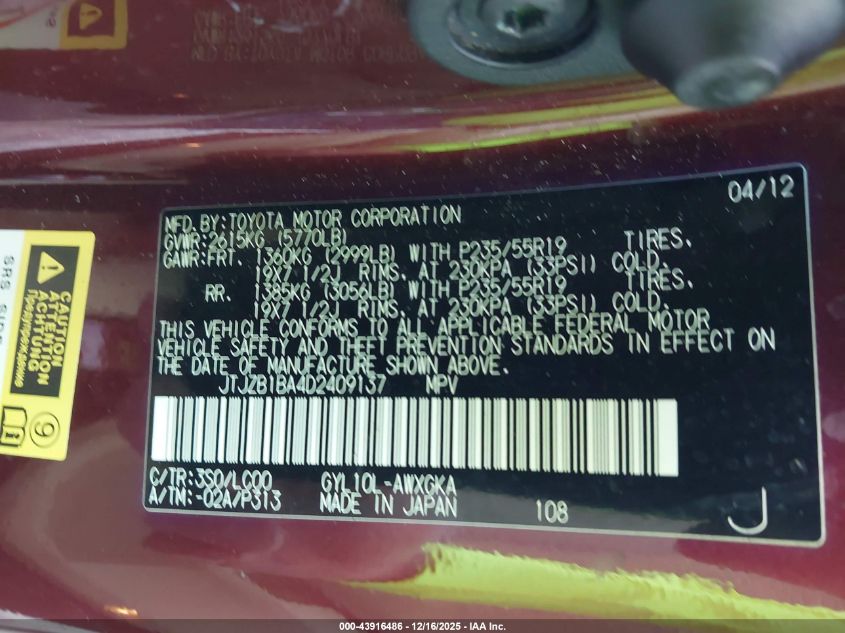 04/12
MFD. BY: TOYOTA MOTOR CORPORATION
GVWR: 2615KG (5770LB)
GAWR: FRT. 1360KG (2999LB) WITH P235/55R19 TIRES.
19X7 1/2J RIMS. AT 230KPA (33PSI) COLD.
RR. 1385KG (3056LB) WITH P235/55R19 TIRES.
19X7 1/2J RIMS. AT 230KPA (33PSI) COLD.
THIS VEHICLE CONFORMS TO ALL APPLICABLE FEDERAL MOTOR
VEHICLE SAFETY AND THEFT PREVENTION STANDARDS IN EFFECT ON
THE DATE OF MANUFACTURE SHOWN ABOVE.
JTJZB1BA4D2409137 MPV
C/TR: 3S0/LC00 GYL10L-AWXGKA
A/TM: -02A/P313 MADE IN JAPAN 108
J
SRS SIDE
CAUTION
ATTENTION
ACHTUNG
9
000-43916486 - 12/16/2025 - IAA Inc.